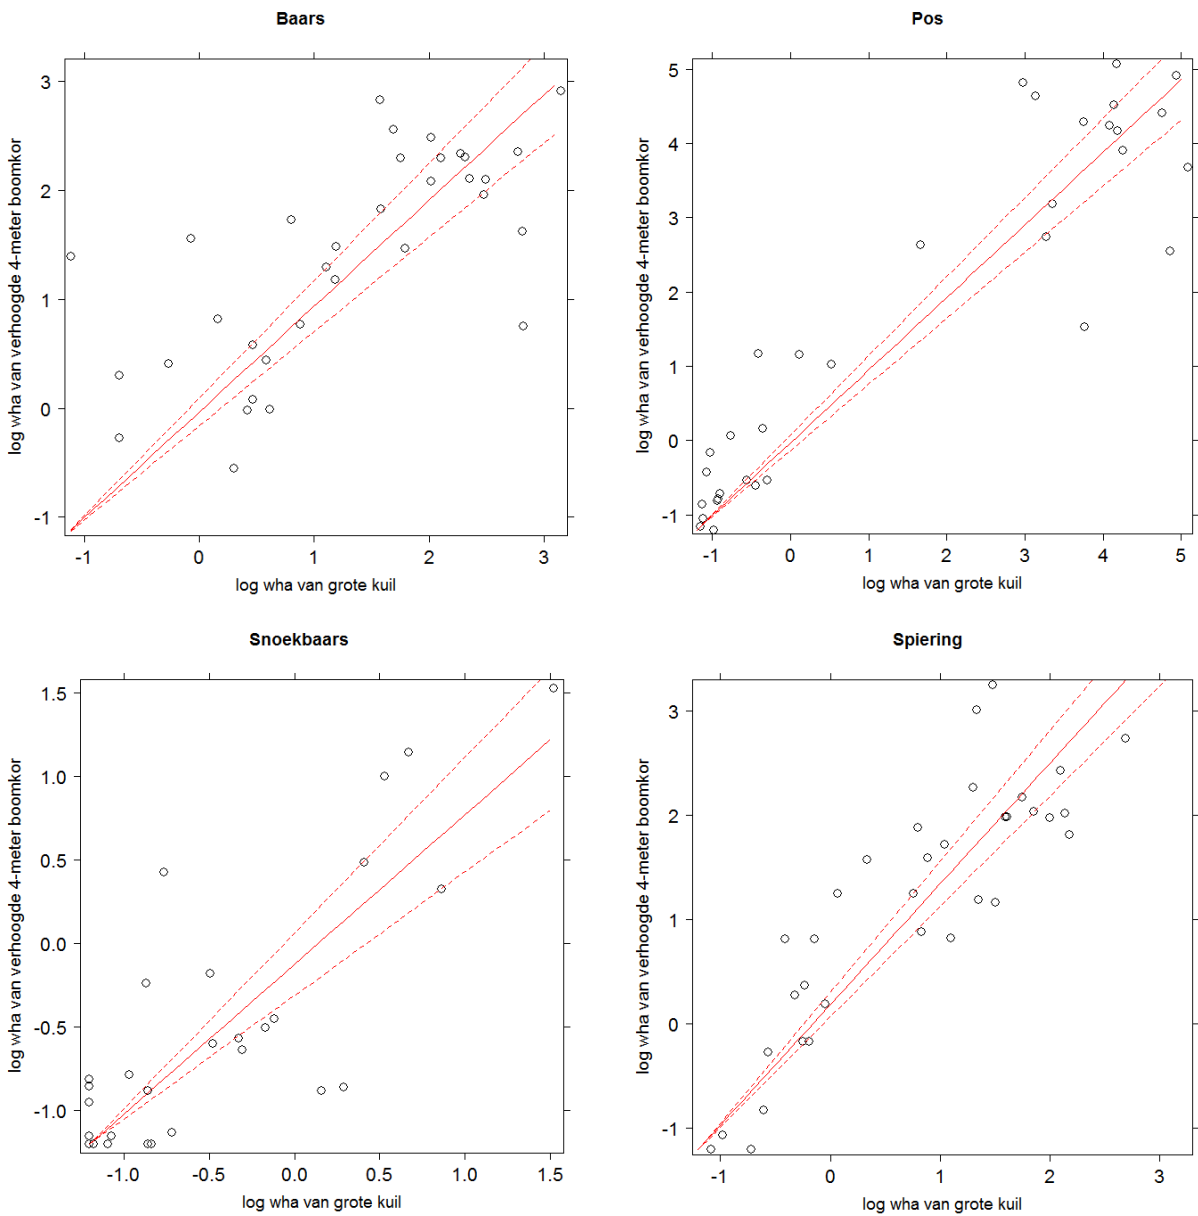 Baars
3
2
1
0
-1
-1 0 1 2 3
log wha van verhoogde 4-meter boomkor
log wha van grote kuil
Pos
5
4
3
2
1
0
-1
-1 0 1 2 3 4 5
log wha van verhoogde 4-meter boomkor
log wha van grote kuil
Snoekbaars
1.5
1.0
0.5
0.0
-0.5
-1.0
-1.0 -0.5 0.0 0.5 1.0 1.5
log wha van verhoogde 4-meter boomkor
log wha van grote kuil
Spiering
3
2
1
0
-1
-1 0 1 2 3
log wha van verhoogde 4-meter boomkor
log wha van grote kuil